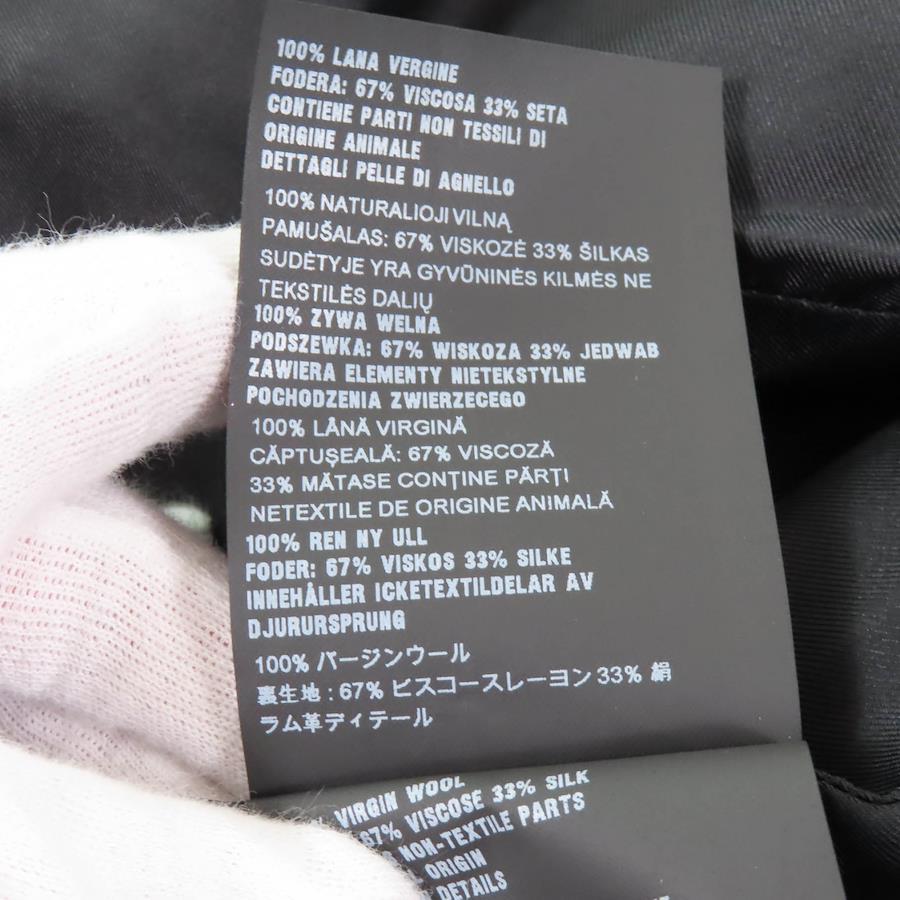 100% LANA VERGINE
FODERA: 67% VISCOSA 33% SETA
CONTIENE PARTI NON TESSILI DI
ORIGINE ANIMALE
DETTAGLI PELLE DI AGNELLO
100% NATURALIOJI VILNĄ
PAMUŠALAS: 67% VISKOZĖ 33% ŠILKAS
SUDĖTYJE YRA GYVŪNINĖS KILMĖS NE
TEKSTILĖS DALIŲ
100% ZYWA WELNA
PODSZEWKA: 67% WISKOZA 33% JEDWAB
ZAWIERA ELEMENTY NIETEKSTYLNE
POCHODZENIA ZWIERZECEGO
100% LÂNĂ VIRGINĂ
CĂPTUŞEALĂ: 67% VISCOZĂ
33% MĂTASE CONŢINE PĂRŢI
NETEXTILE DE ORIGINE ANIMALĂ
100% REN NY ULL
FODER: 67% VISKOS 33% SILKE
INNEHÅLLER ICKETEXTILDELAR AV
DJURURSPRUNG
100% バージンウール
裏生地 : 67% ビスコースレーヨン 33% 絹
ラム革ディテール
VIRGIN WOOL
67% VISCOSE 33% SILK
NON-TEXTILE PARTS
ORIGIN
DETAILS